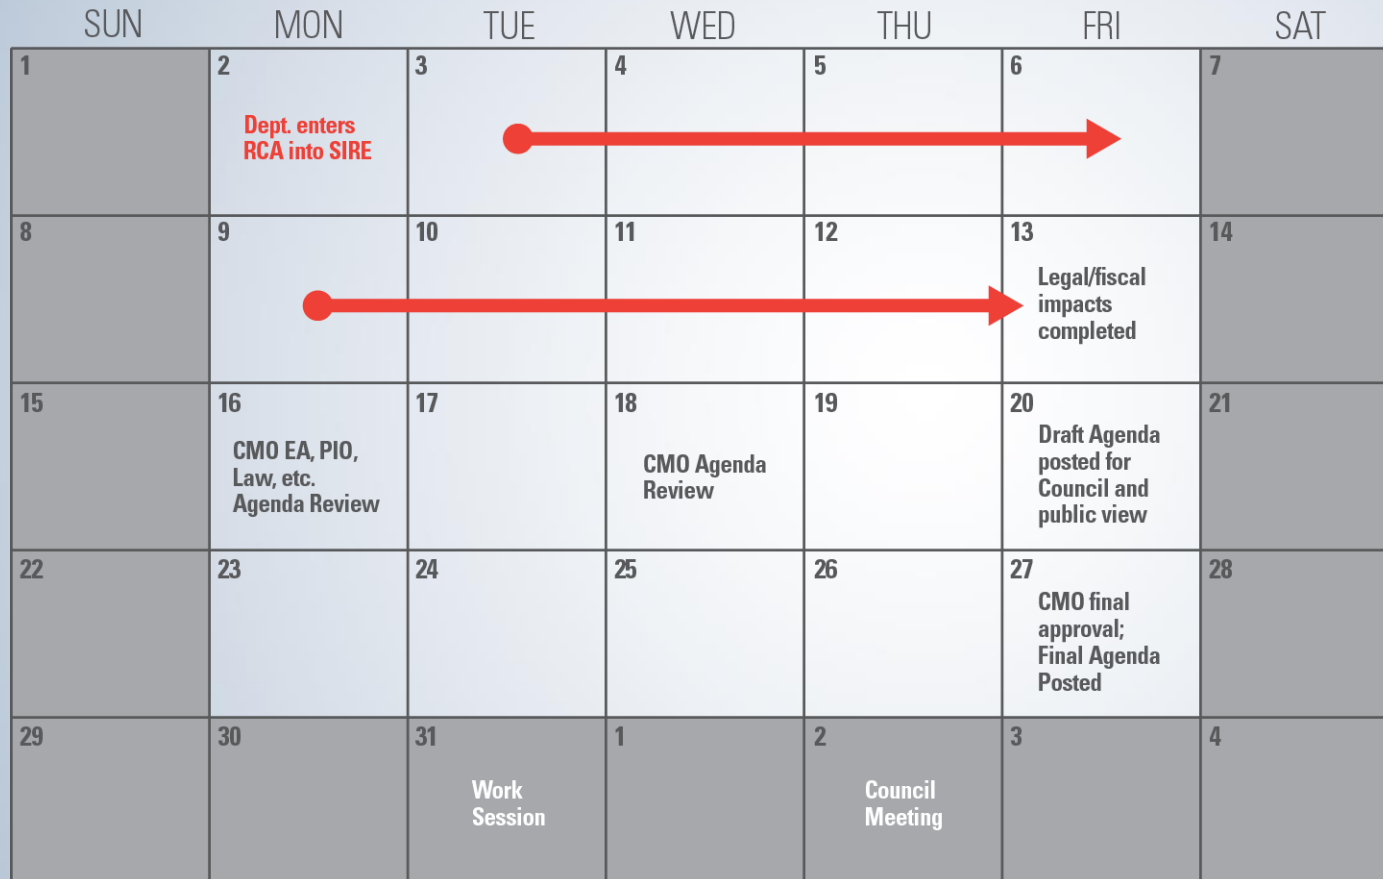 SUN MON TUE WED THU FRI SAT
1 2 3 4 5 6 7
Dept. enters
RCA into SIRE
8 9 10 11 12 13 14
Legal/fiscal
impacts
completed
15 16 17 18 19 20 21
CMO EA, PIO,
Law, etc.
Agenda Review
CMO Agenda
Review
Draft Agenda
posted for
Council and
public view
22 23 24 25 26 27 28
CMO final
approval;
Final Agenda
Posted
29 30 31 1 2 3 4
Work
Session
Council
Meeting